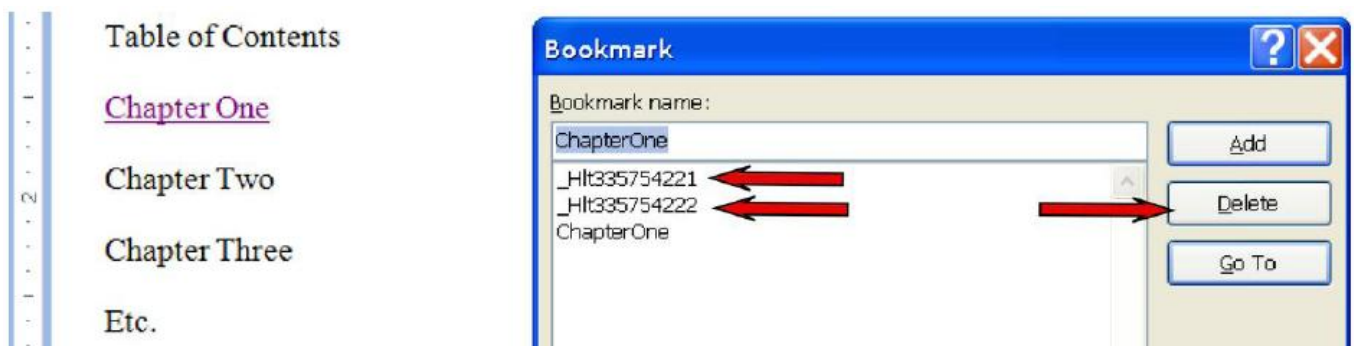 Table of Contents
Chapter One
Chapter Two
Chapter Three
Etc.
2
Bookmark
?
Bookmark name:
ChapterOne
_Hlt335754221
_Hlt335754222
ChapterOne
Add
Delete
Go To